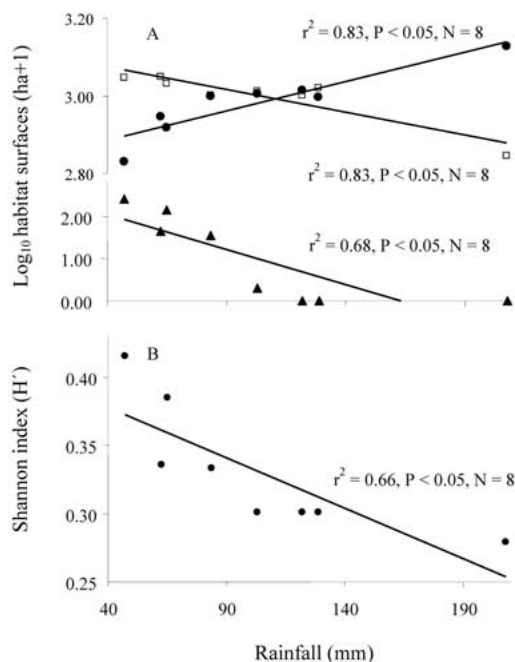 A
r² = 0.83, P < 0.05, N = 8
3.20
3.00
2.80
r² = 0.83, P < 0.05, N = 8
2.00
r² = 0.68, P < 0.05, N = 8
1.00
0.00
Log₁₀ habitat surfaces (ha+1)
B
0.40
0.35
r² = 0.66, P < 0.05, N = 8
0.30
0.25
Shannon index (H´)
40 90 140 190
Rainfall (mm)